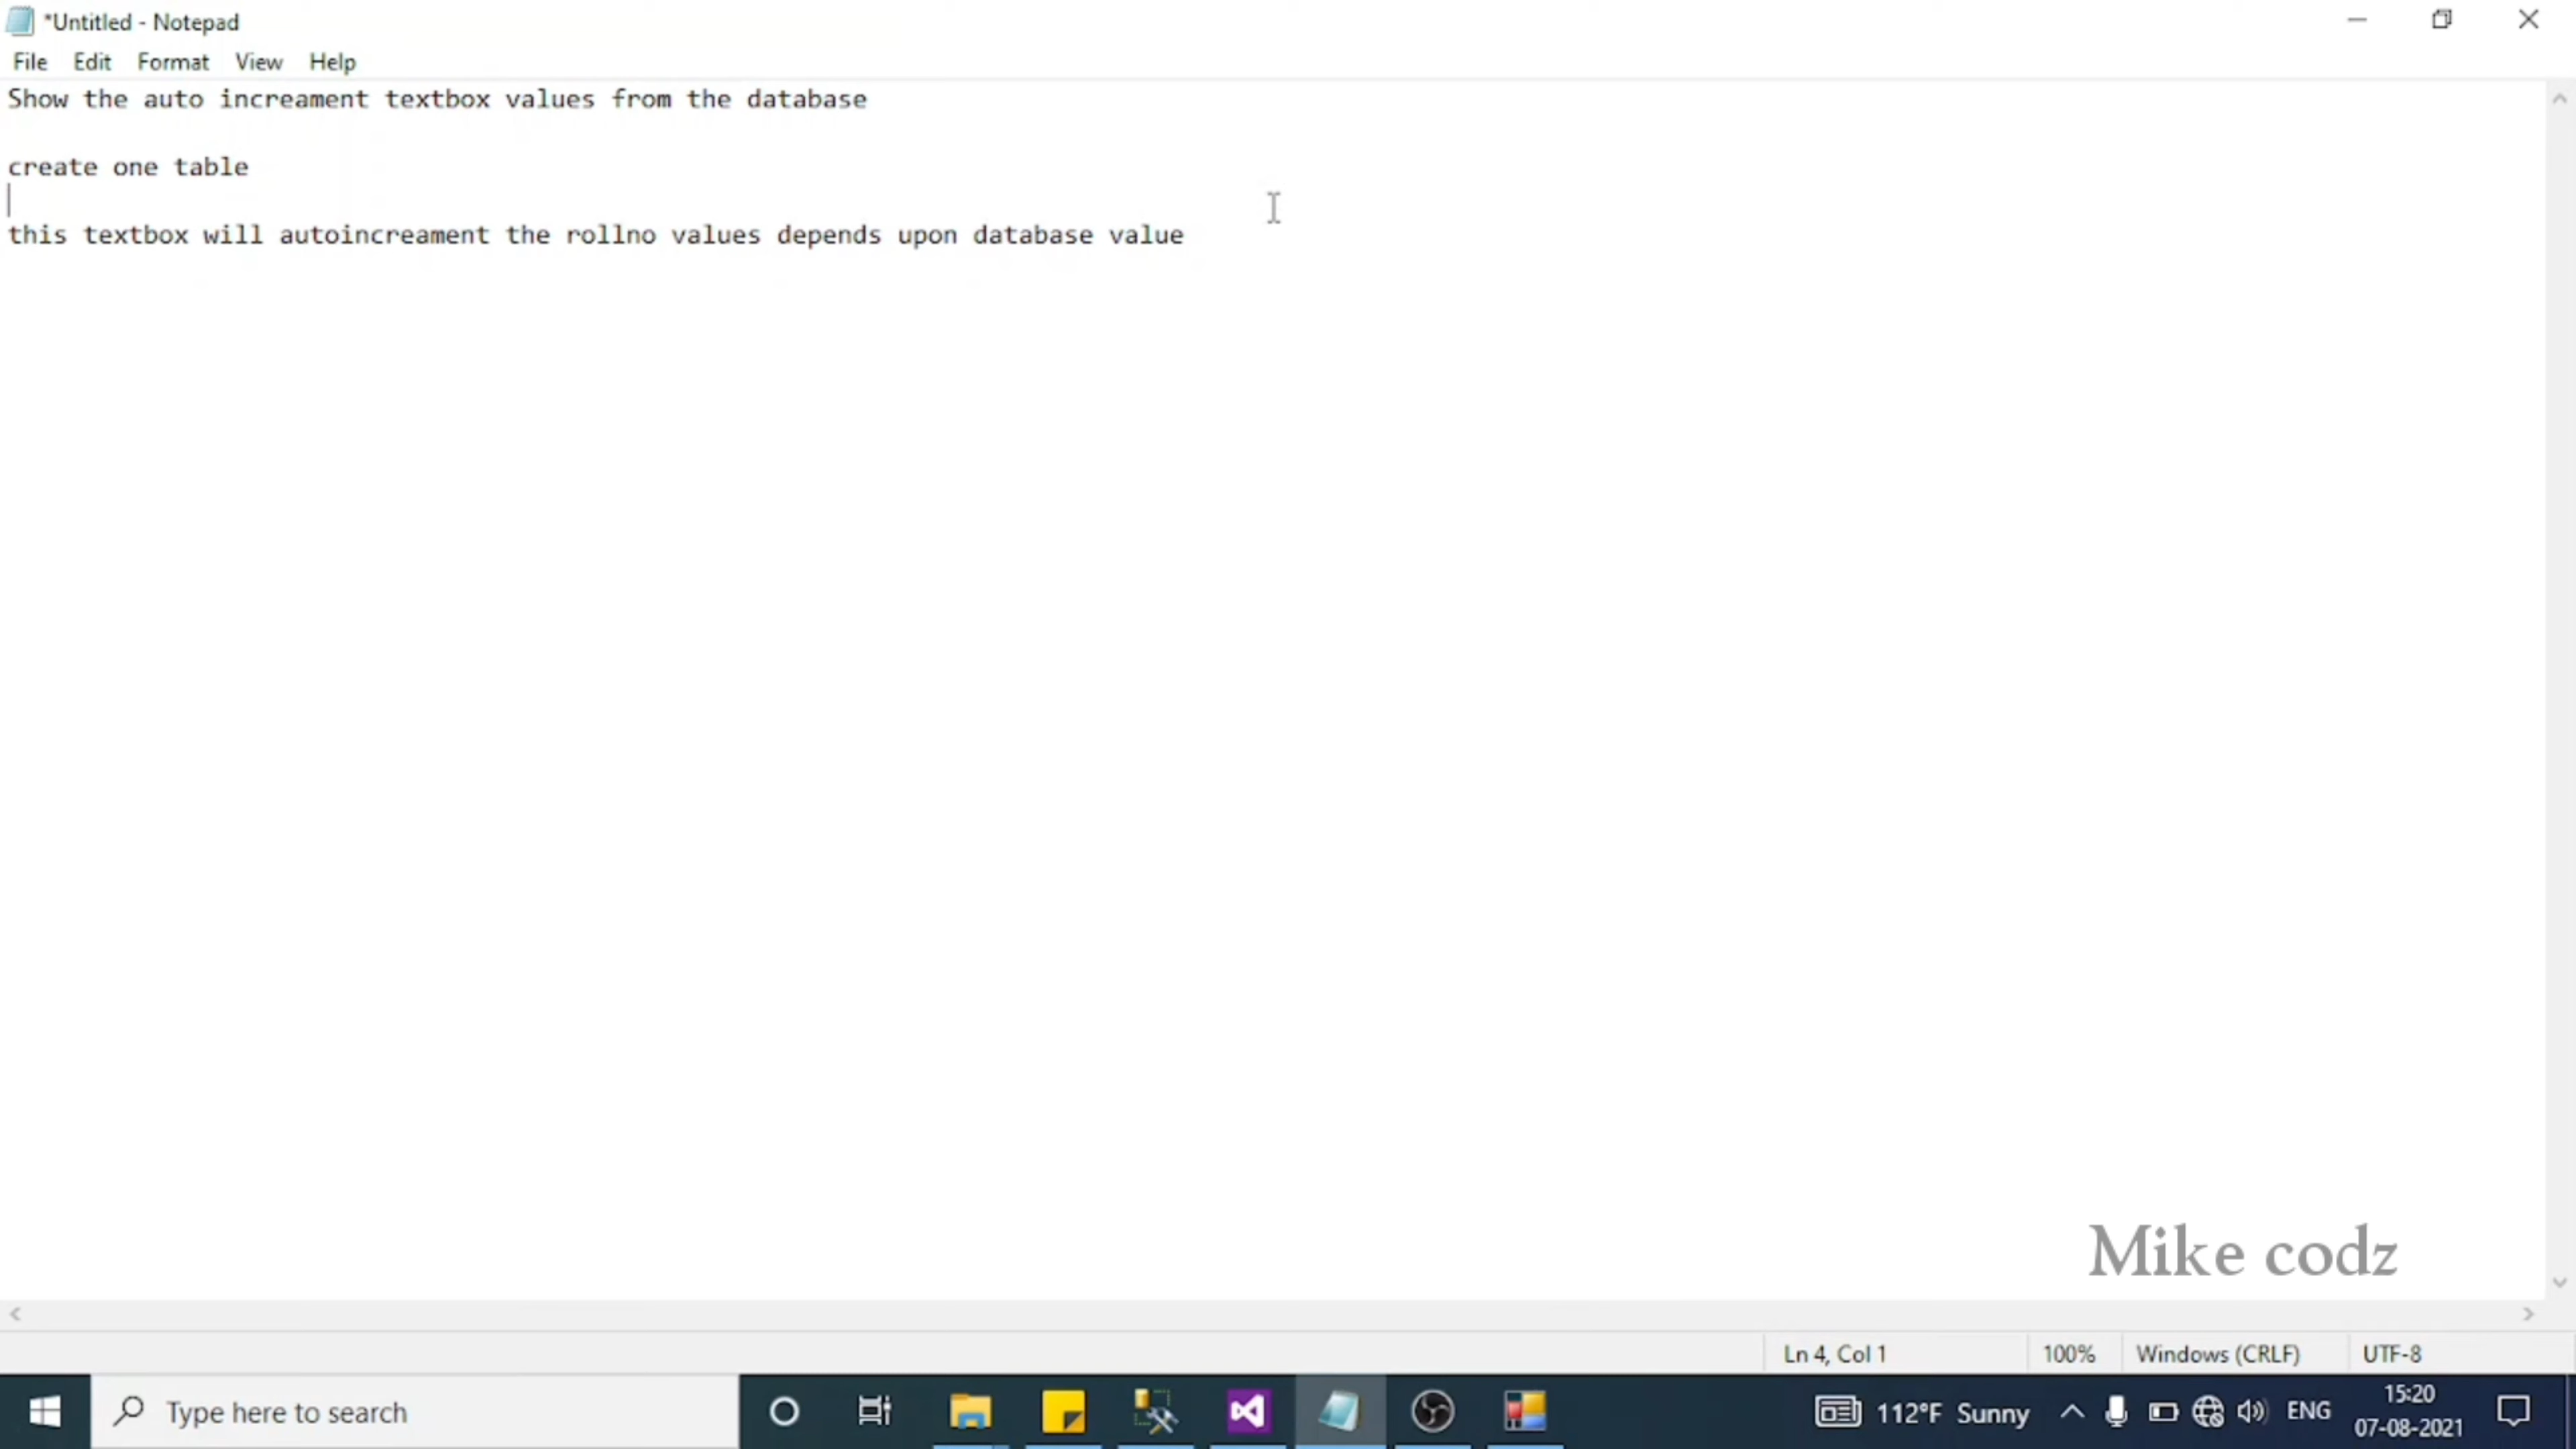 *Untitled - Notepad
File Edit Format View Help
Show the auto increament textbox values from the database
create one table
this textbox will autoincreament the rollno values depends upon database value
Mike codz
Ln 4, Col 1 100% Windows (CRLF) UTF-8
Type here to search
112°F Sunny
ENG
15:20
07-08-2021